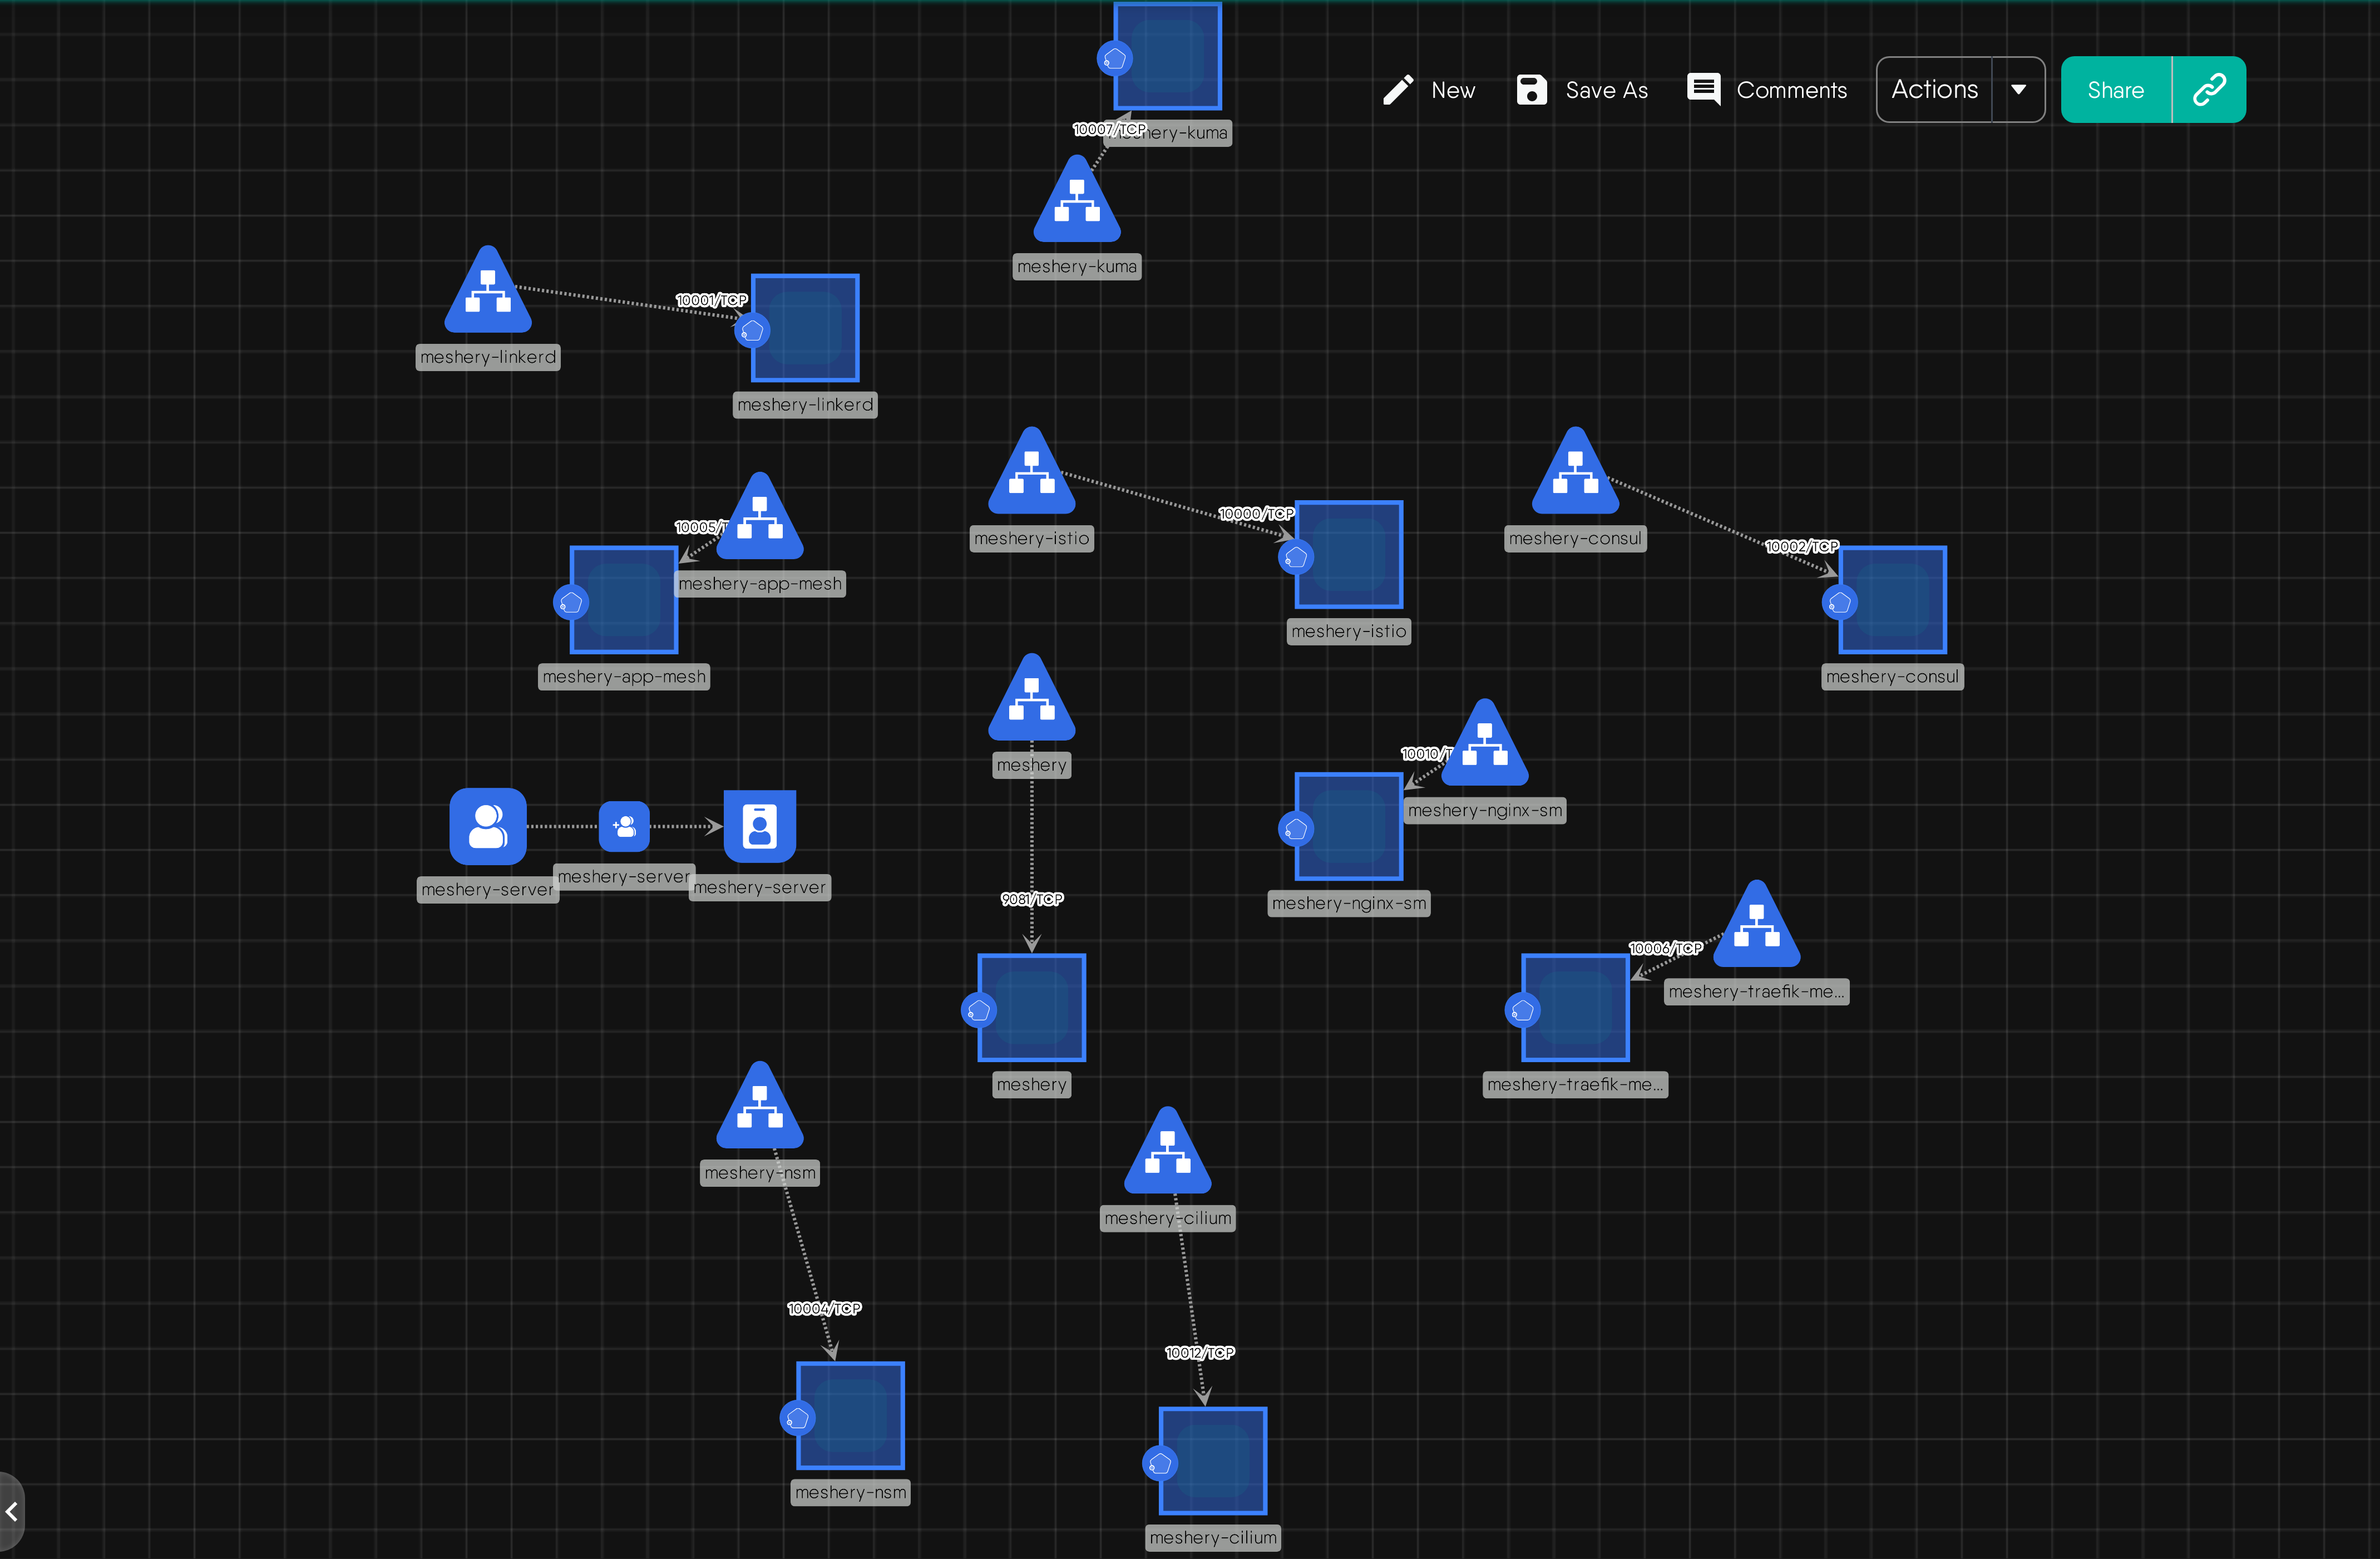 New
Save As
Comments
Actions
Share
10007/TCP
meshery-kuma
meshery-kuma
10001/TCP
meshery-linkerd
meshery-linkerd
10005/T
meshery-app-mesh
meshery-app-mesh
10000/TCP
meshery-istio
meshery-istio
10002/TCP
meshery-consul
meshery-consul
meshery
9081/TCP
meshery
10010/T
meshery-nginx-sm
meshery-nginx-sm
meshery-server
meshery-server
meshery-server
10006/TCP
meshery-traefik-me...
meshery-traefik-me...
meshery-nsm
10004/TCP
meshery-nsm
meshery-cilium
10012/TCP
meshery-cilium